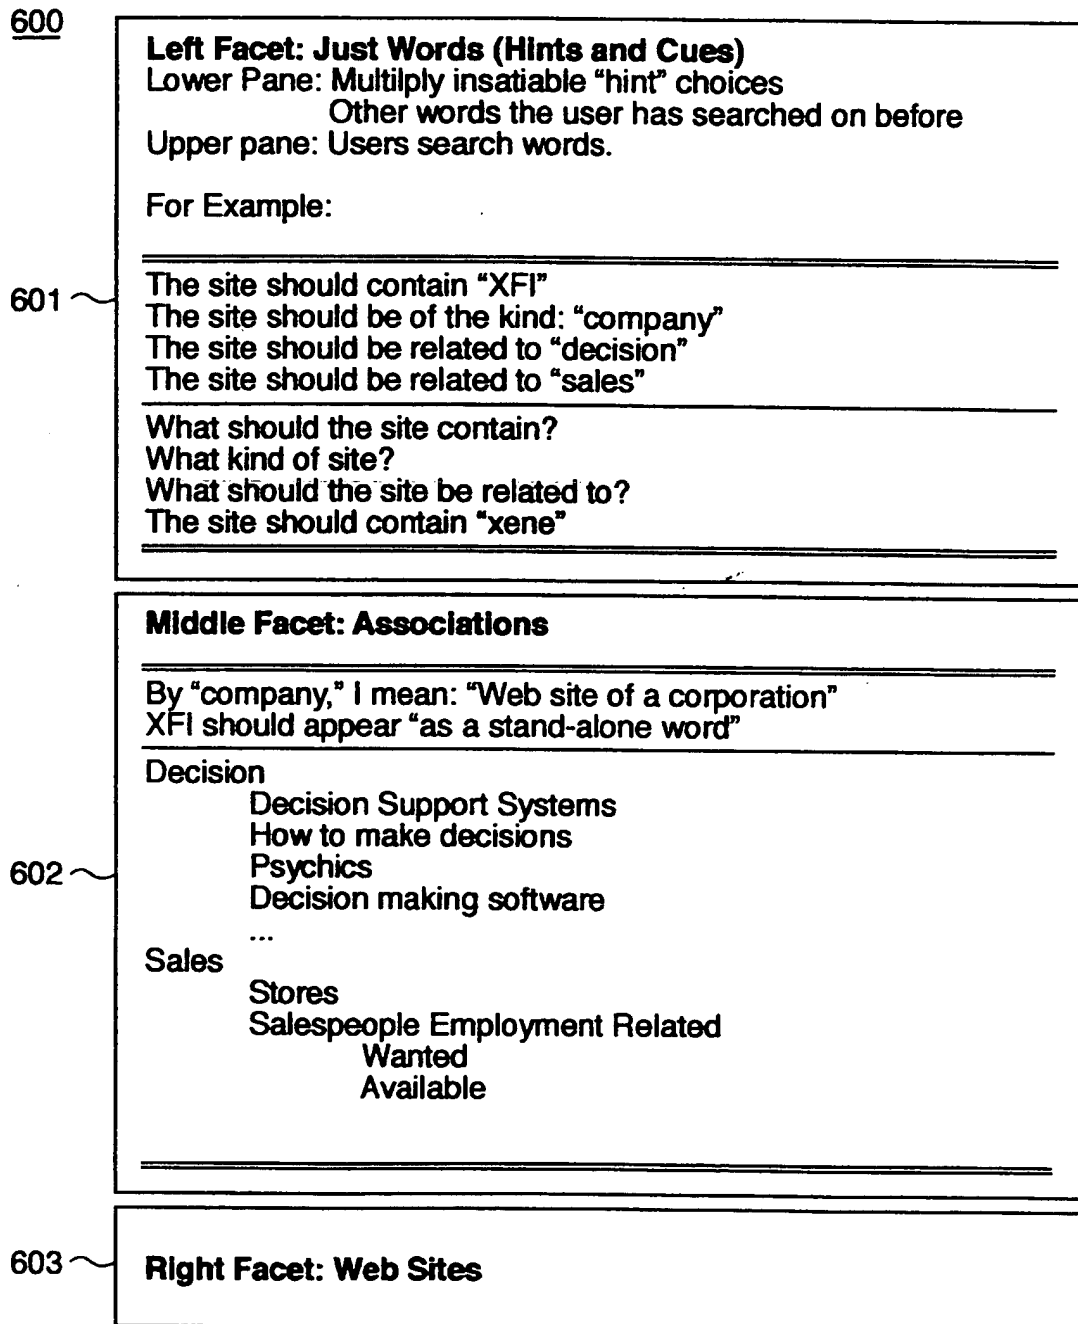 600
Left Facet: Just Words (Hints and Cues)
Lower Pane: Multilply insatiable "hint" choices
Other words the user has searched on before
Upper pane: Users search words.
For Example:
601
The site should contain "XFI"
The site should be of the kind: "company"
The site should be related to "decision"
The site should be related to "sales"
What should the site contain?
What kind of site?
What should the site be related to?
The site should contain "xene"
Middle Facet: Associations
By "company," I mean: "Web site of a corporation"
XFI should appear "as a stand-alone word"
602
Decision
Decision Support Systems
How to make decisions
Psychics
Decision making software
...
Sales
Stores
Salespeople Employment Related
Wanted
Available
603
Right Facet: Web Sites